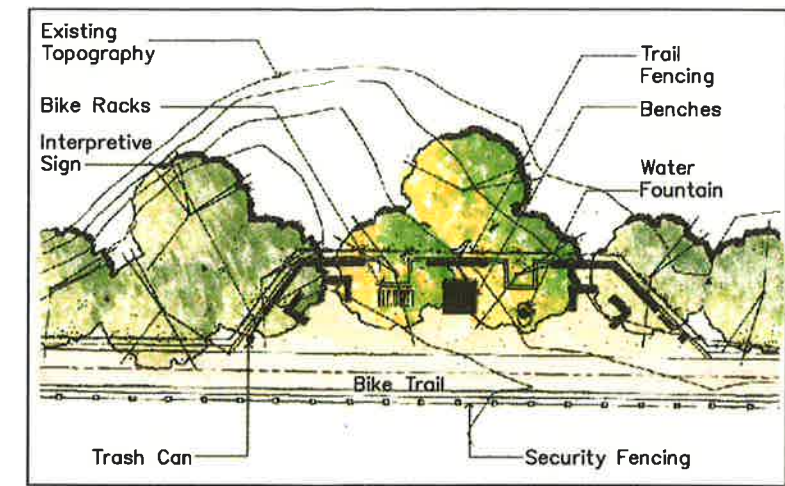 Existing
Topography
Bike Racks
Interpretive
Sign
Trail
Fencing
Benches
Water
Fountain
Bike Trail
Trash Can
Security Fencing